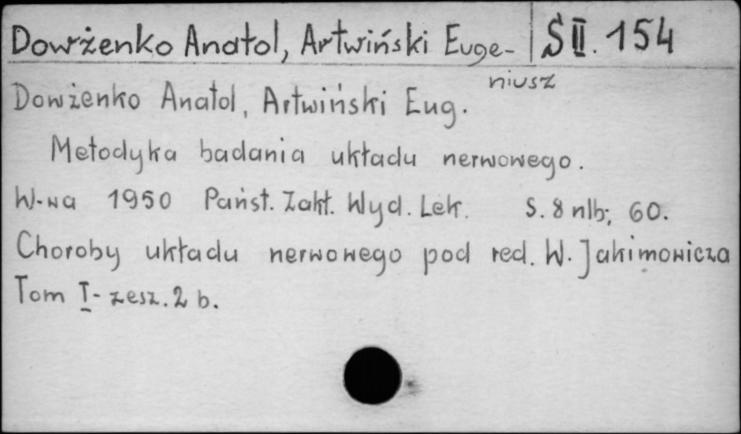 Dowżenko Anatol, Artwiński Euge- SII. 154
niusz
Dowżenko Anatol, Artwiński Eug.
Metodyka badania układu nerwowego.
W-wa 1950 Państ. Zakł. Wyd. Lek. S. 8 nlb; 60.
Choroby układu nerwowego pod red. W. Jakimowicza
Tom I - zesz. 2 b.